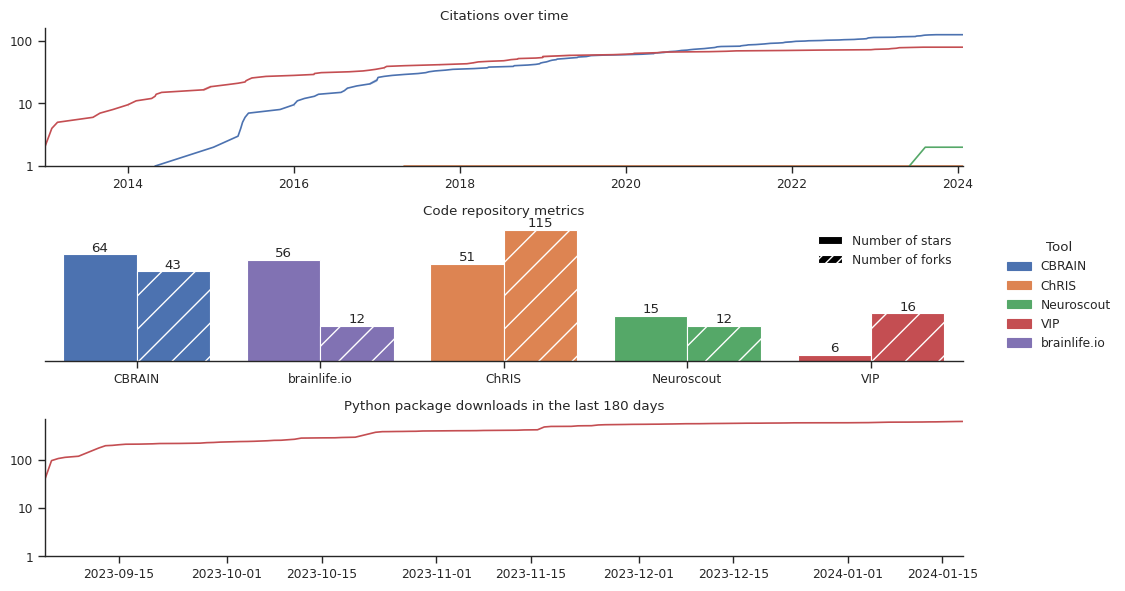 Citations over time
100
10
1
2014 2016 2018 2020 2022 2024
Code repository metrics
64 43 56 12 51 115 15 12 6 16
Number of stars
Number of forks
CBRAIN brainlife.io ChRIS Neuroscout VIP
Tool
CBRAIN
ChRIS
Neuroscout
VIP
brainlife.io
Python package downloads in the last 180 days
100
10
1
2023-09-15 2023-10-01 2023-10-15 2023-11-01 2023-11-15 2023-12-01 2023-12-15 2024-01-01 2024-01-15